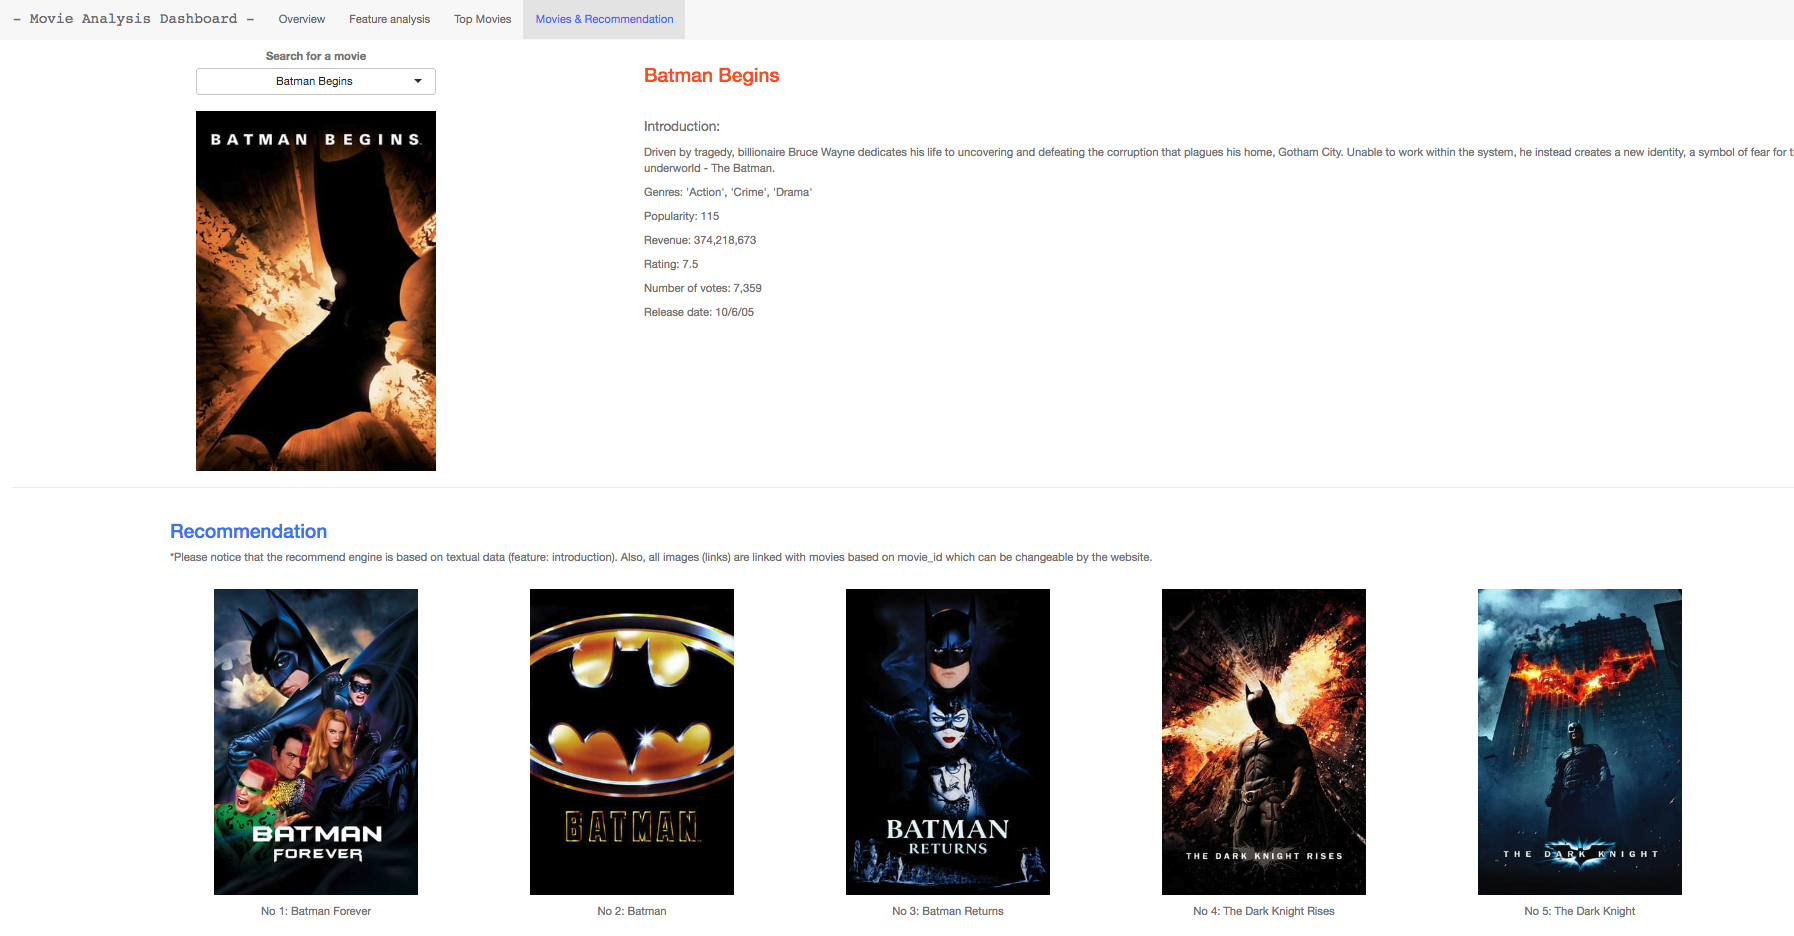 - Movie Analysis Dashboard -
Overview
Feature analysis
Top Movies
Movies & Recommendation
Search for a movie
Batman Begins
BATMAN BEGINS
Batman Begins
Introduction:
Driven by tragedy, billionaire Bruce Wayne dedicates his life to uncovering and defeating the corruption that plagues his home, Gotham City. Unable to work within the system, he instead creates a new identity, a symbol of fear for
underworld - The Batman.
Genres: 'Action', 'Crime', 'Drama'
Popularity: 115
Revenue: 374,218,673
Rating: 7.5
Number of votes: 7,359
Release date: 10/6/05
Recommendation
*Please notice that the recommend engine is based on textual data (feature: introduction). Also, all images (links) are linked with movies based on movie_id which can be changeable by the website.
BATMAN
FOREVER
BATMAN
BATMAN
RETURNS
THE DARK KNIGHT RISES
THE DARK KNIGHT
No 1: Batman Forever
No 2: Batman
No 3: Batman Returns
No 4: The Dark Knight Rises
No 5: The Dark Knight